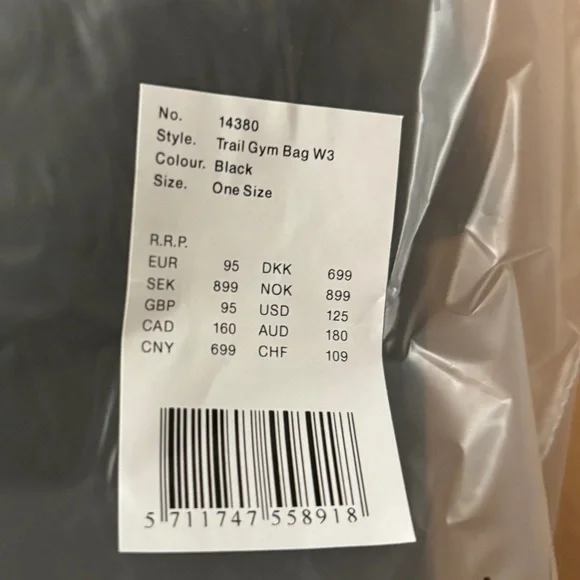 No. 14380
Style. Trail Gym Bag W3
Colour. Black
Size. One Size
R.R.P.
EUR 95 DKK 699
SEK 899 NOK 899
GBP 95 USD 125
CAD 160 AUD 180
CNY 699 CHF 109
5 711747 558918